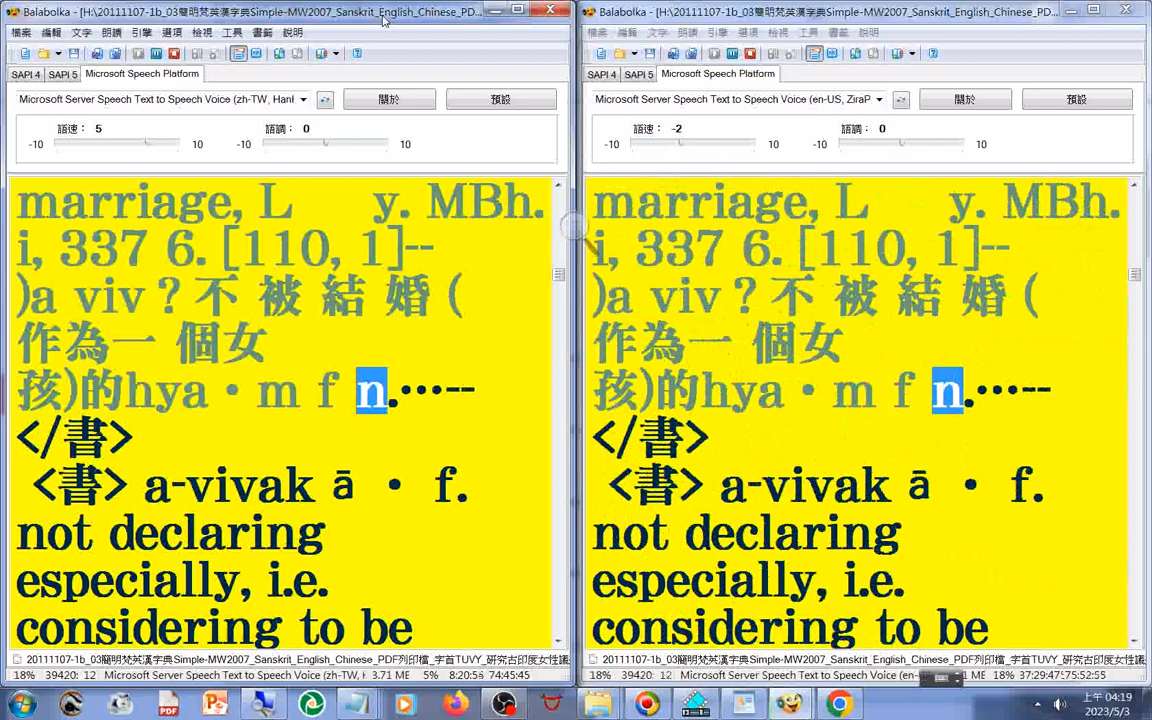 Balabolka - [H:\20111107-1b_03簡明梵英漢字典Simple-MW2007_Sanskrit_English_Chinese_PD...
檔案 編輯 文字 朗讀 引擎 選項 檢視 工具 書籤 說明
SAPI 4 SAPI 5 Microsoft Speech Platform
Microsoft Server Speech Text to Speech Voice (zh-TW, HanH 關於 預設
語速： 5 語調： 0
-10 10 -10 10
marriage, L y. MBh.
i, 337 6. [110, 1]--
)a viv？不 被 結 婚 (
作為一 個女
孩)的hya・m f n.･･･--
</書>
<書> a-vivak ā ・ f.
not declaring
especially, i.e.
considering to be
20111107-1b_03簡明梵英漢字典Simple-MW2007_Sanskrit_English_Chinese_PDF列印檔_字首TUVY_研究古印度女性議
18% 39420: 12 Microsoft Server Speech Text to Speech Voice (zh-TW, 3.71 MB 5% 8:20:56 74:45:45
Balabolka - [H:\20111107-1b_03簡明梵英漢字典Simple-MW2007_Sanskrit_English_Chinese_PD...
檔案 編輯 文字 朗讀 引擎 選項 檢視 工具 書籤 說明
SAPI 4 SAPI 5 Microsoft Speech Platform
Microsoft Server Speech Text to Speech Voice (en-US, ZiraP 關於 預設
語速： -2 語調： 0
-10 10 -10 10
marriage, L y. MBh.
i, 337 6. [110, 1]--
)a viv？不 被 結 婚 (
作為一 個女
孩)的hya・m f n.･･･--
</書>
<書> a-vivak ā ・ f.
not declaring
especially, i.e.
considering to be
20111107-1b_03簡明梵英漢字典Simple-MW2007_Sanskrit_English_Chinese_PDF列印檔_字首TUVY_研究古印度女性議
18% 39420: 12 Microsoft Server Speech Text to Speech Voice (en-US, 18% 37:29:47 75:52:55
上午 04:19
2023/5/3